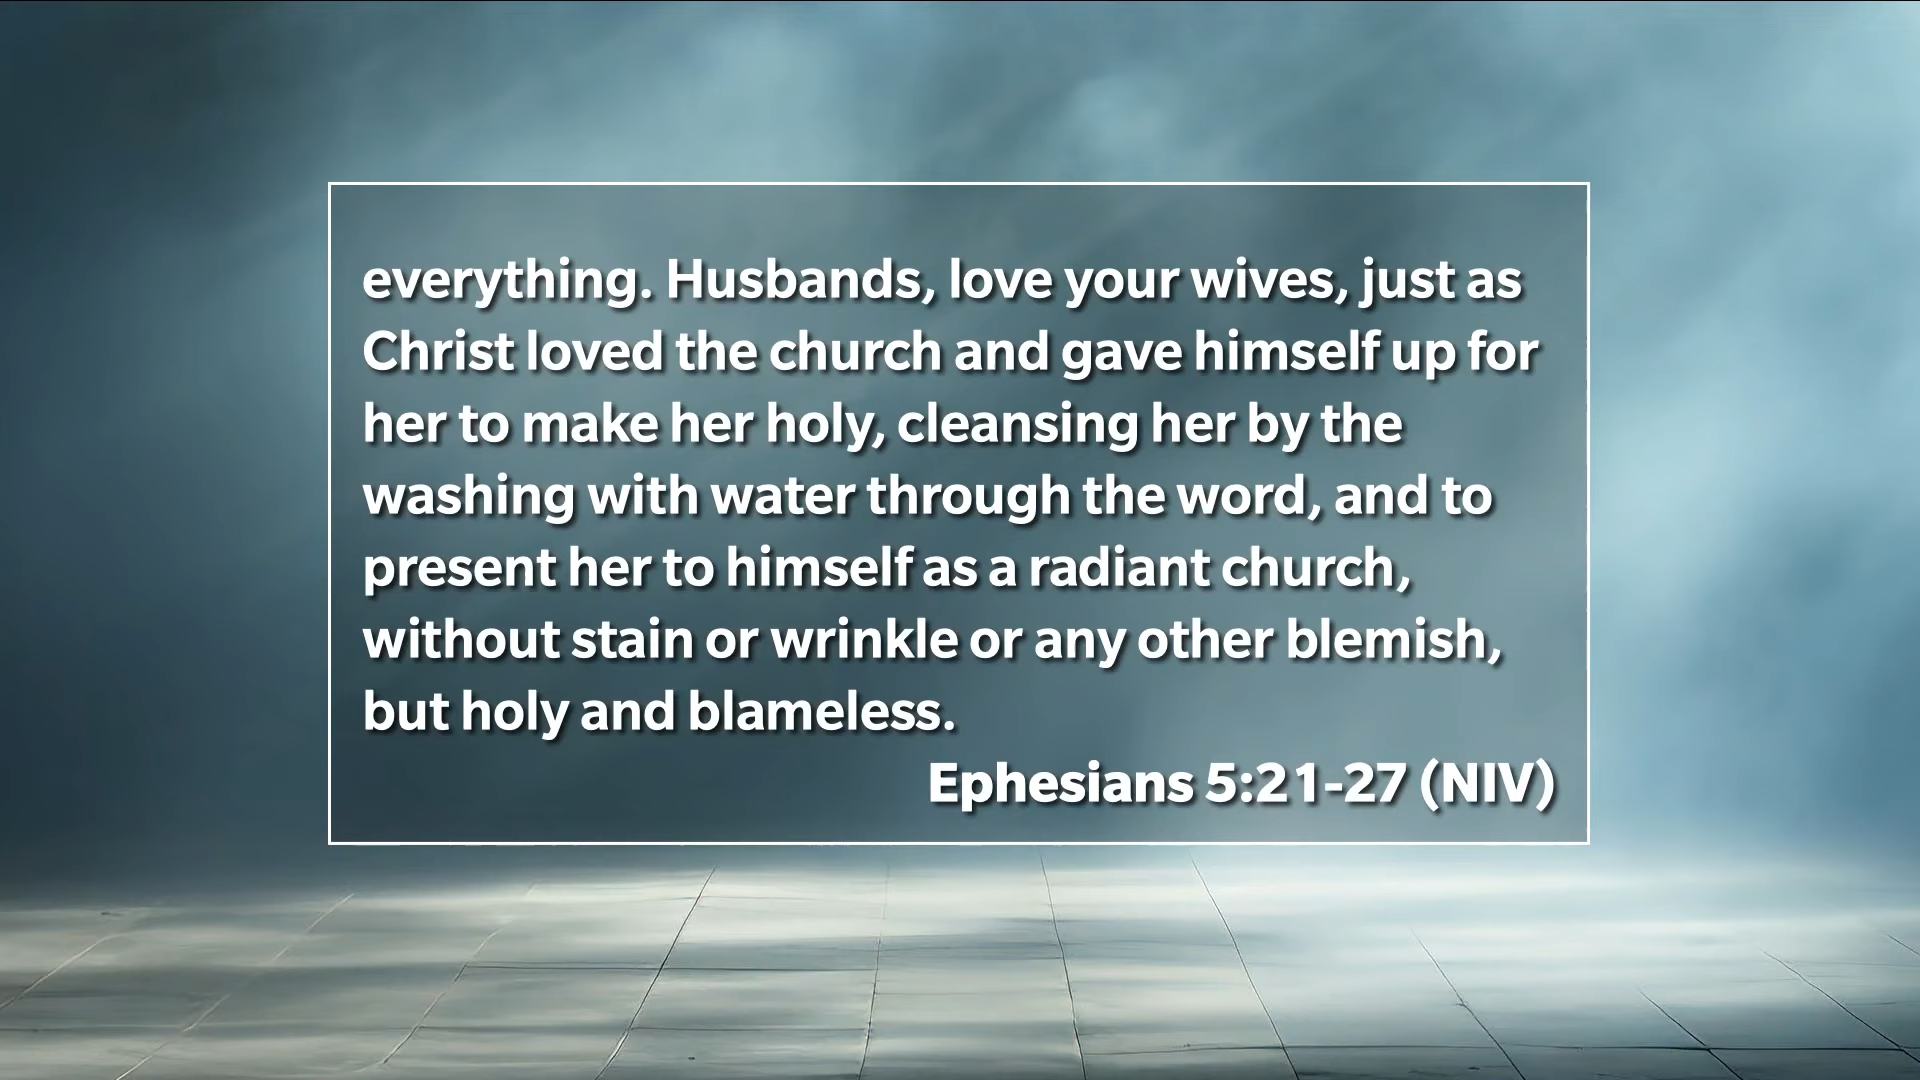 everything. Husbands, love your wives, just as
Christ loved the church and gave himself up for
her to make her holy, cleansing her by the
washing with water through the word, and to
present her to himself as a radiant church,
without stain or wrinkle or any other blemish,
but holy and blameless.
Ephesians 5:21-27 (NIV)